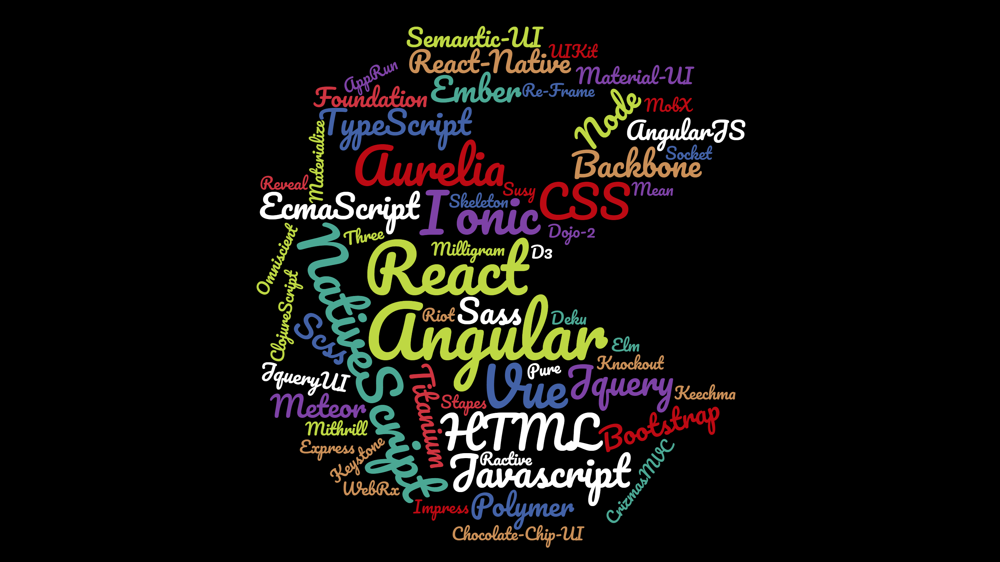 Semantic-UI
UIKit
React-Native
AppRun
Material-UI
Ember
Re-Frame
Foundation
Node
MobX
TypeScript
AngularJS
Materialize
Socket
Aurelia
Backbone
Reveal
Susy
CSS
Mean
EcmaScript
Ionic
Skeleton
Dojo-2
Omniscient
Three
NativeScript
Milligram
D3
React
ClojureScript
Sass
Riot
Deku
Scss
Angular
Elm
Knockout
JqueryUI
Titanium
Vue
Pure
Jquery
Keechma
Meteor
Stapes
Mithrill
HTML
Bootstrap
Express
Keystone
Ractive
Javascript
CrizmasMVC
WebRx
Impress
Polymer
Chocolate-Chip-UI